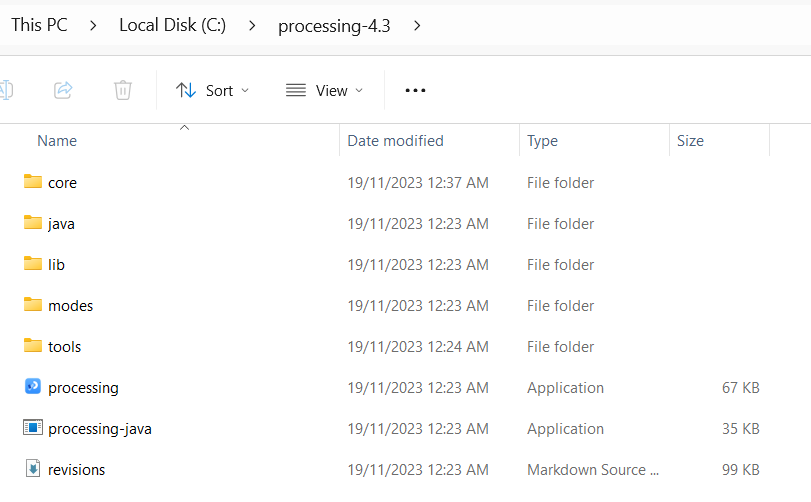 This PC > Local Disk (C:) > processing-4.3 >
Sort View ...
Name Date modified Type Size
core 19/11/2023 12:37 AM File folder
java 19/11/2023 12:23 AM File folder
lib 19/11/2023 12:23 AM File folder
modes 19/11/2023 12:23 AM File folder
tools 19/11/2023 12:24 AM File folder
processing 19/11/2023 12:23 AM Application 67 KB
processing-java 19/11/2023 12:23 AM Application 35 KB
revisions 19/11/2023 12:23 AM Markdown Source ... 99 KB